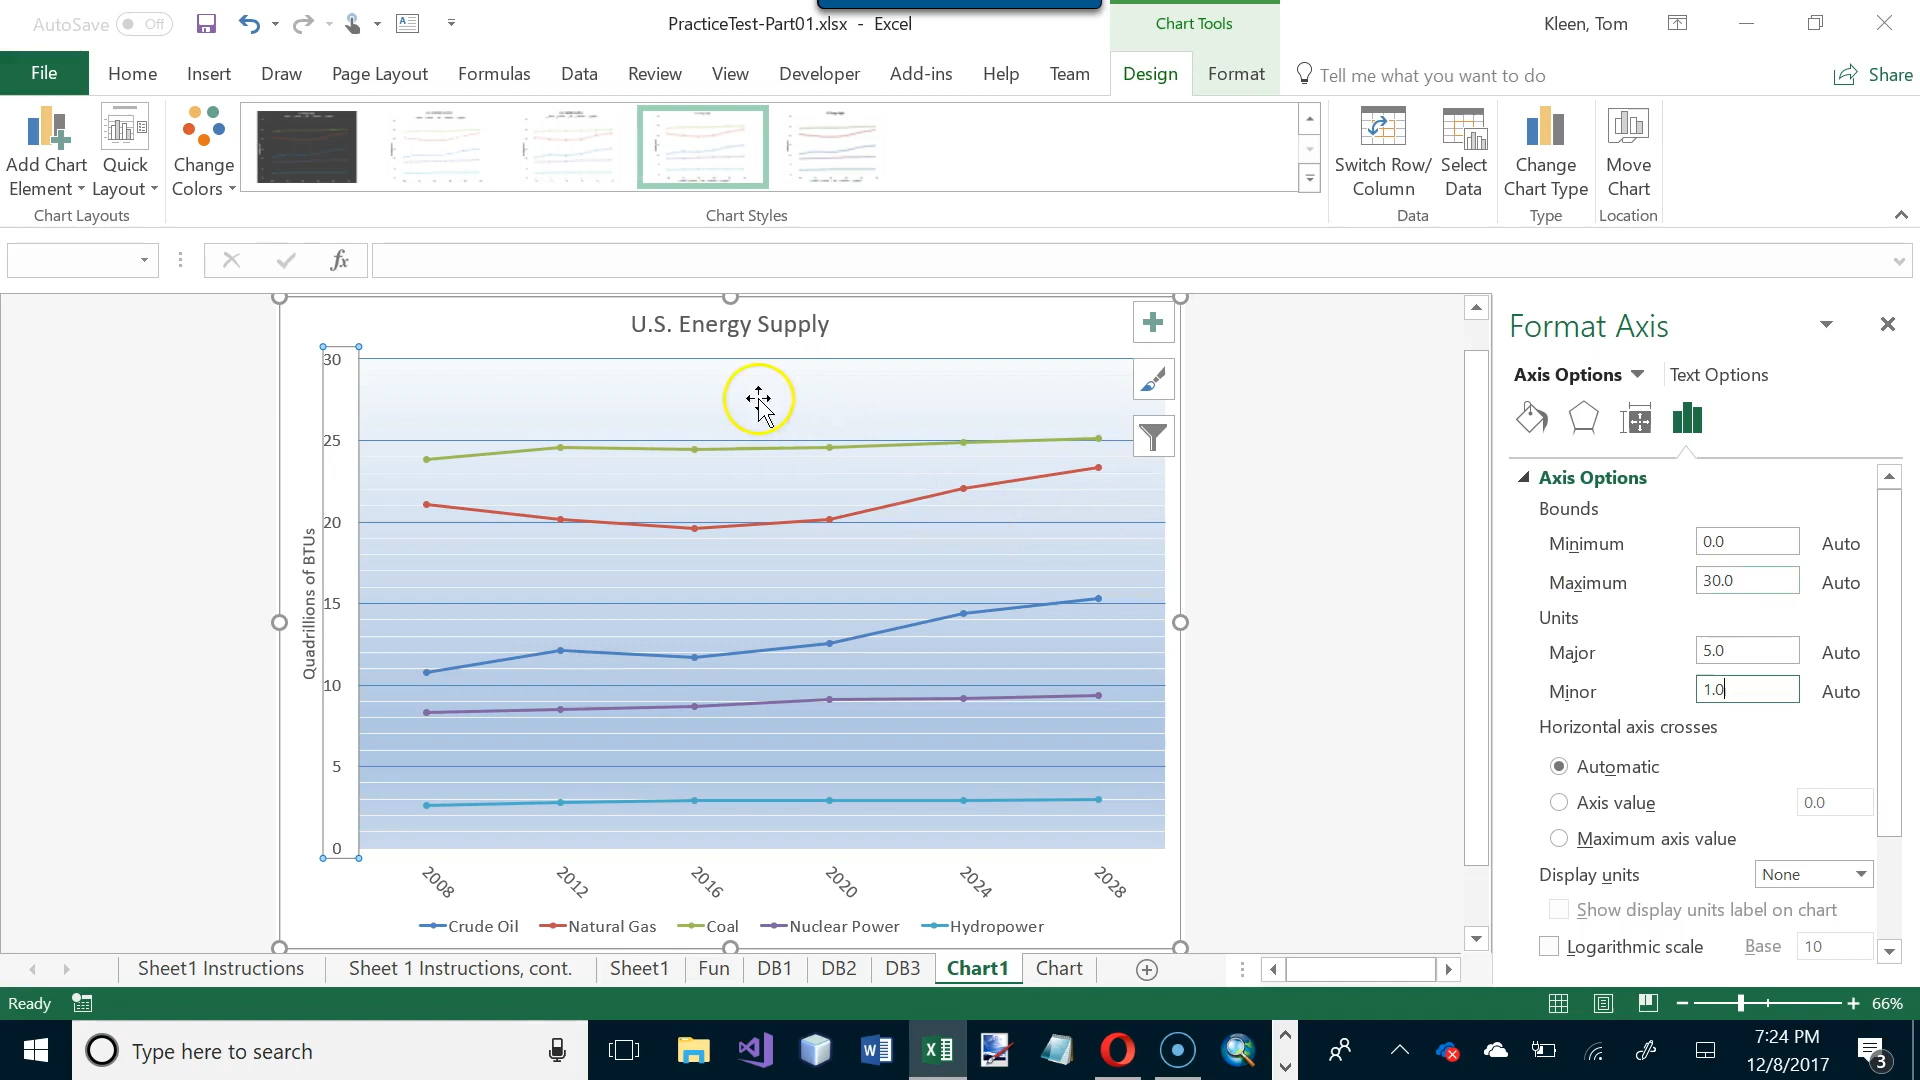 AutoSave Off
PracticeTest-Part01.xlsx - Excel
Chart Tools
Kleen, Tom
File Home Insert Draw Page Layout Formulas Data Review View Developer Add-ins Help Team Design Format Tell me what you want to do Share
Add Chart Element
Quick Layout
Change Colors
Switch Row/Column
Select Data
Change Chart Type
Move Chart
Chart Layouts
Chart Styles
Data
Type
Location
fx
U.S. Energy Supply
30
25
20
15
10
5
0
Quadrillions of BTUs
2008 2012 2016 2020 2024 2028
Crude Oil Natural Gas Coal Nuclear Power Hydropower
Format Axis
Axis Options Text Options
Axis Options
Bounds
Minimum 0.0 Auto
Maximum 30.0 Auto
Units
Major 5.0 Auto
Minor 1.0 Auto
Horizontal axis crosses
Automatic
Axis value 0.0
Maximum axis value
Display units None
Show display units label on chart
Logarithmic scale Base 10
Sheet1 Instructions Sheet 1 Instructions, cont. Sheet1 Fun DB1 DB2 DB3 Chart1 Chart
Ready
66%
Type here to search
7:24 PM
12/8/2017
3